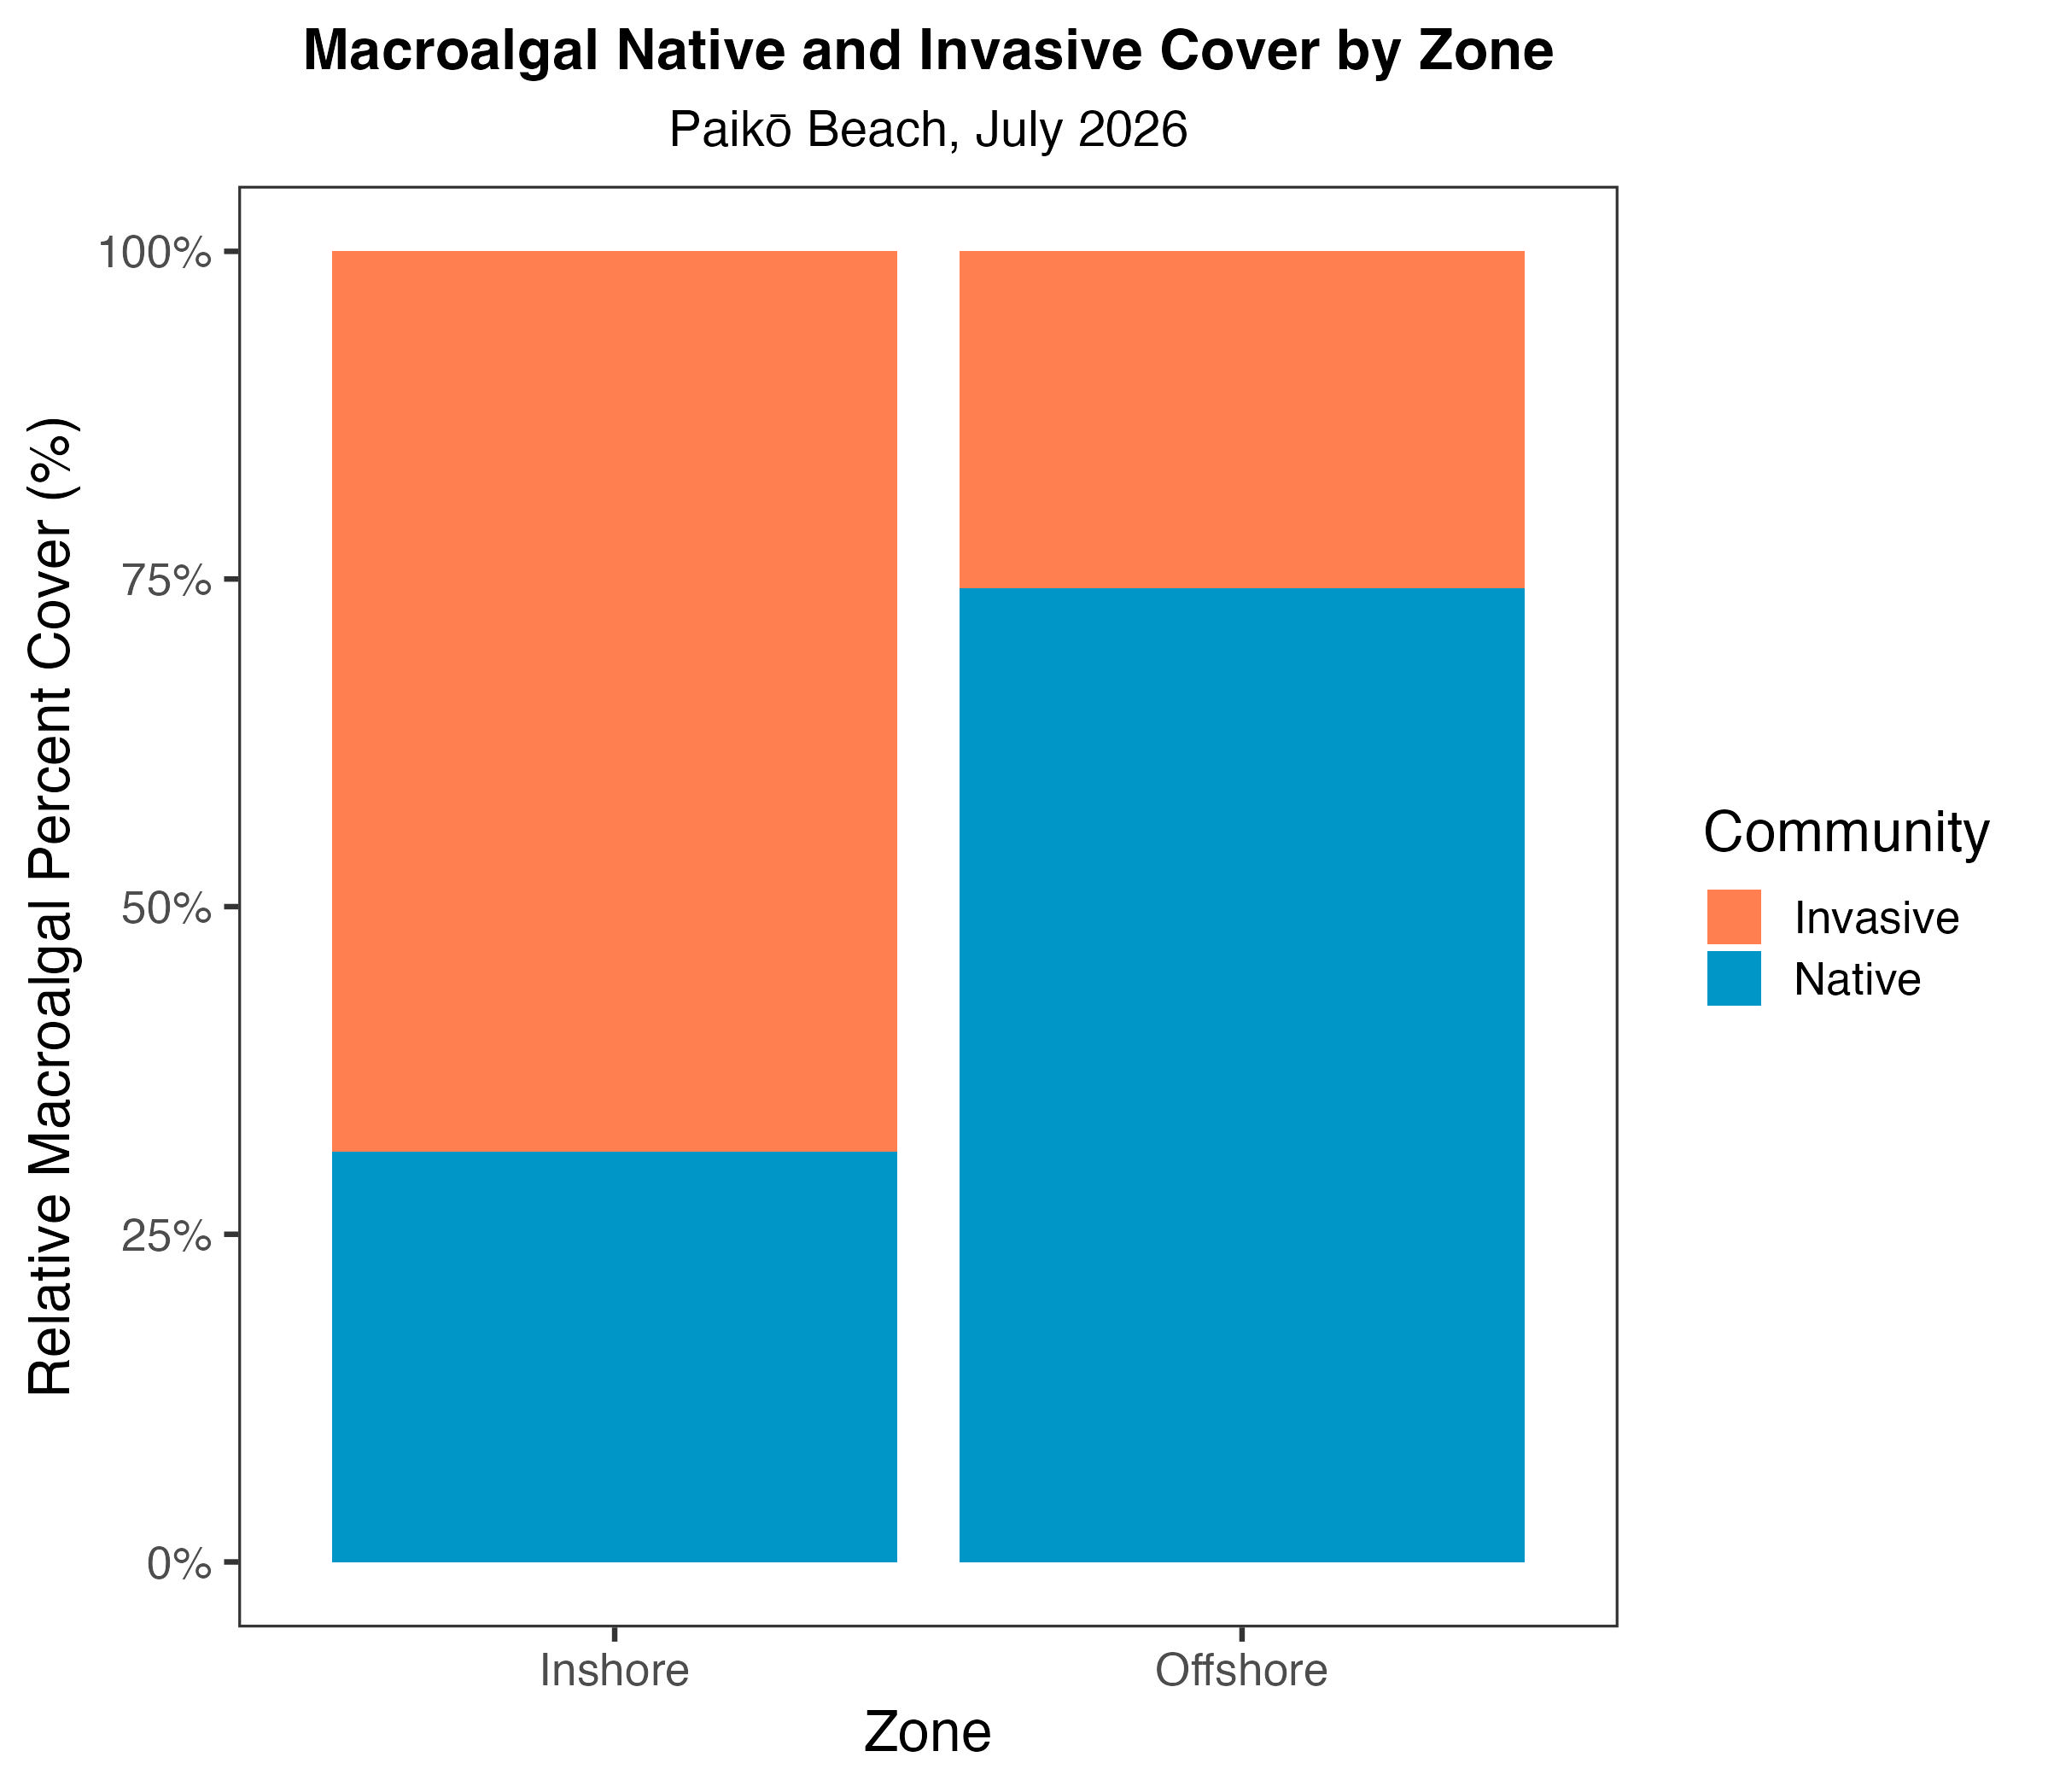 Macroalgal Native and Invasive Cover by Zone
Paikō Beach, July 2026
Relative Macroalgal Percent Cover (%)
100%
75%
50%
25%
0%
Inshore
Offshore
Zone
Community
Invasive
Native